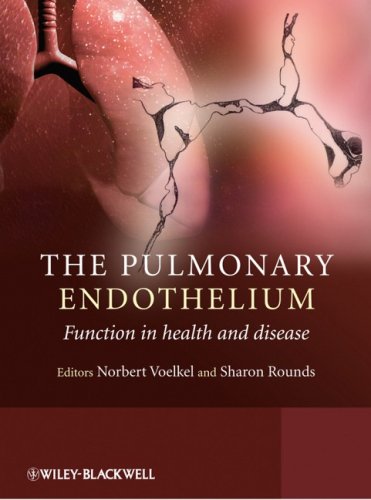 THE PULMONARY
ENDOTHELIUM
Function in health and disease
Editors Norbert Voelkel and Sharon Rounds
WILEY-BLACKWELL